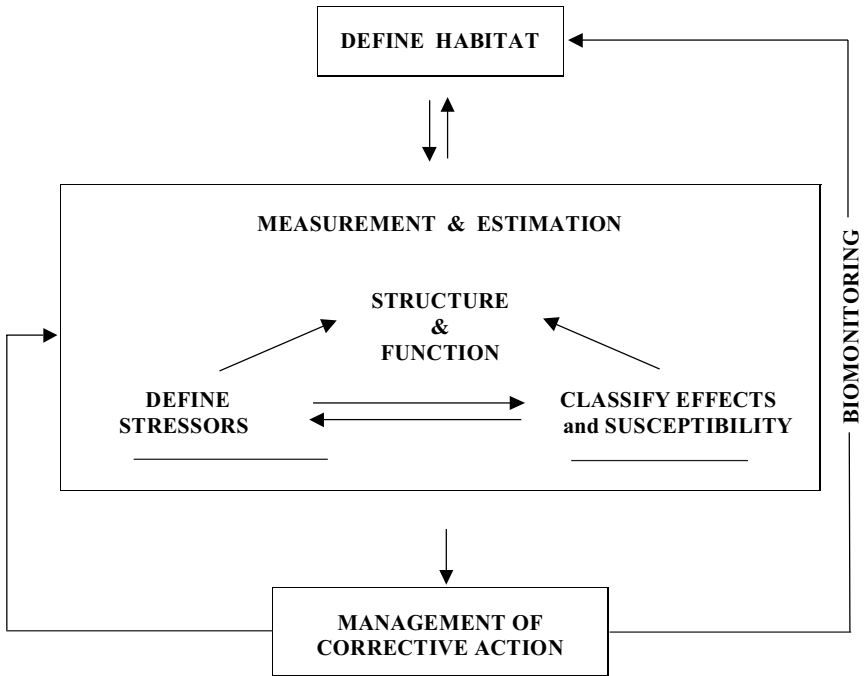 DEFINE HABITAT
MEASUREMENT & ESTIMATION
STRUCTURE
&
FUNCTION
DEFINE
STRESSORS
CLASSIFY EFFECTS
and SUSCEPTIBILITY
BIOMONITORING
MANAGEMENT OF
CORRECTIVE ACTION